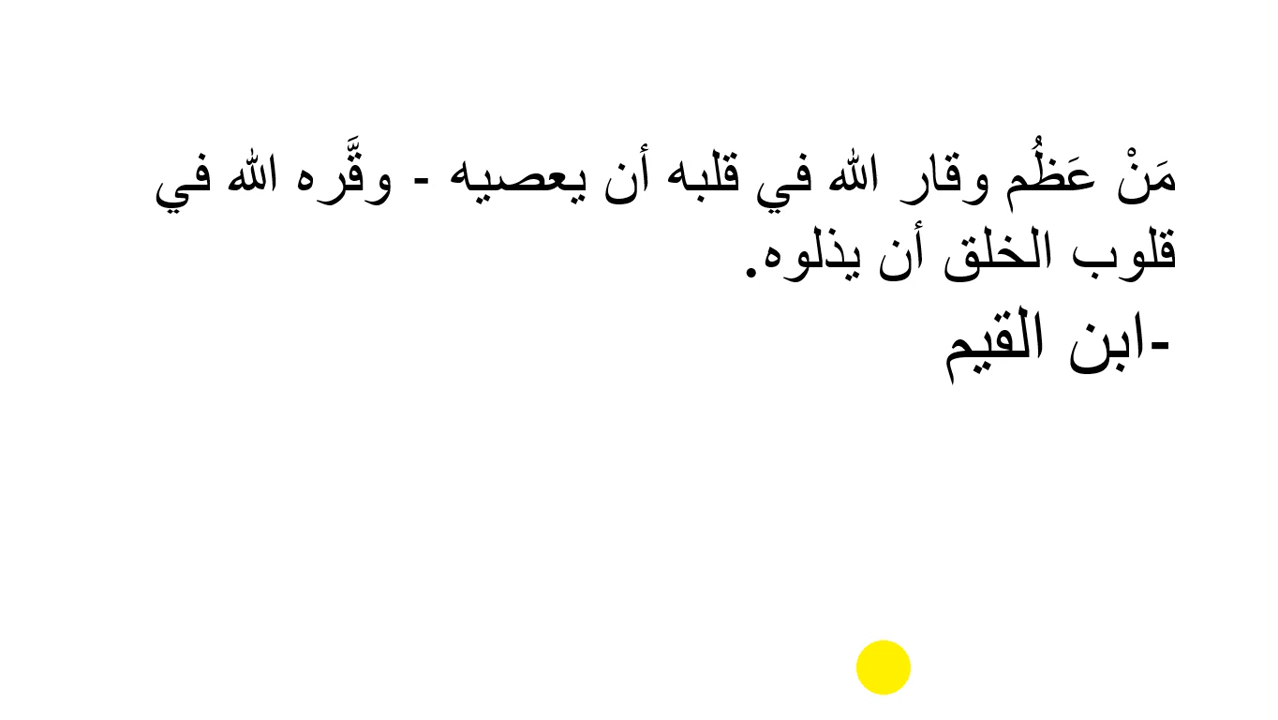 مَنْ عَظُم وقار الله في قلبه أن يعصيه - وقَّره الله في
قلوب الخلق أن يذلوه.
-ابن القيم